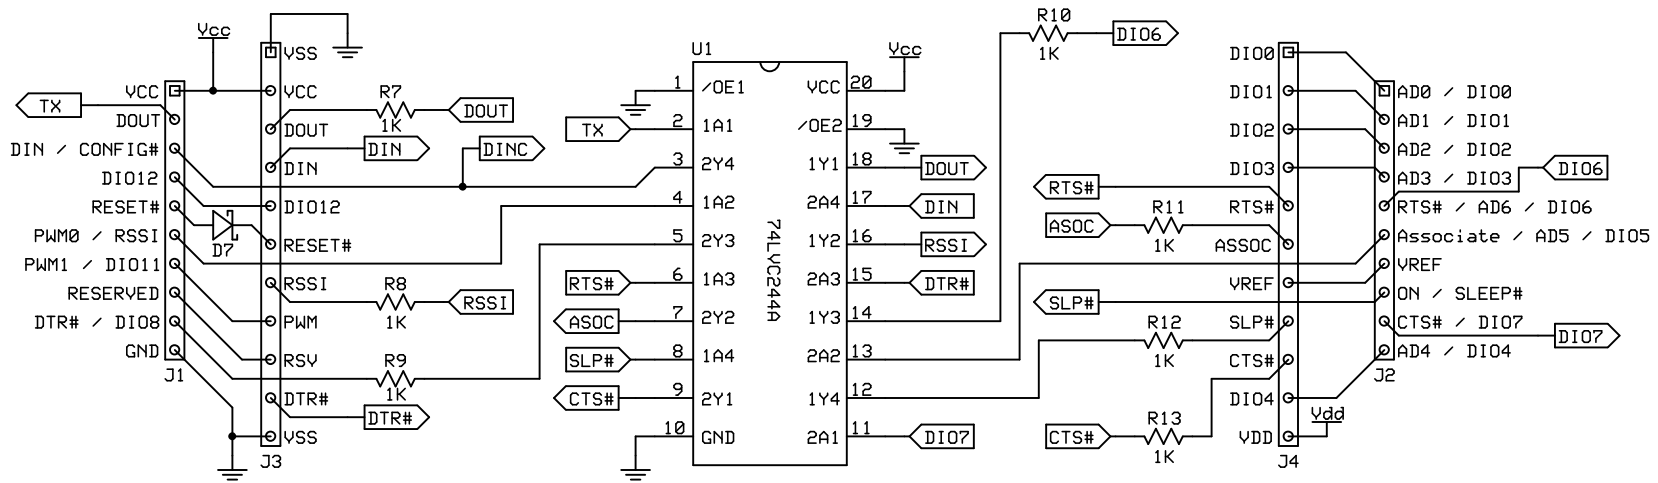 Vcc
VSS
VCC
VCC
TX
DOUT
R7
1K
DOUT
DOUT
DIN / CONFIG#
DIN
DIN
DINC
DIO12
DIO12
RESET#
D7
RESET#
PWM0 / RSSI
PWM1 / DIO11
RSSI
R8
1K
RSSI
RESERVED
PWM
DTR# / DIO8
RSV
R9
1K
GND
J1
DTR#
DTR#
VSS
J3
U1
74LVC244A
1 /OE1
TX
2 1A1
3 2Y4
4 1A2
5 2Y3
RTS#
6 1A3
ASOC
7 2Y2
SLP#
8 1A4
CTS#
9 2Y1
10 GND
Vcc
VCC 20
/OE2 19
1Y1 18
DOUT
2A4 17
DIN
1Y2 16
RSSI
2A3 15
DTR#
1Y3 14
2A2 13
1Y4 12
2A1 11
DIO7
R10
1K
DIO6
DIO0
DIO1
DIO2
DIO3
RTS#
RTS#
ASOC
R11
1K
ASSOC
VREF
SLP#
R12
1K
SLP#
CTS#
DIO4
CTS#
R13
1K
VDD
Vdd
J4
AD0 / DIO0
AD1 / DIO1
AD2 / DIO2
AD3 / DIO3
DIO6
RTS# / AD6 / DIO6
Associate / AD5 / DIO5
VREF
ON / SLEEP#
CTS# / DIO7
DIO7
AD4 / DIO4
J2